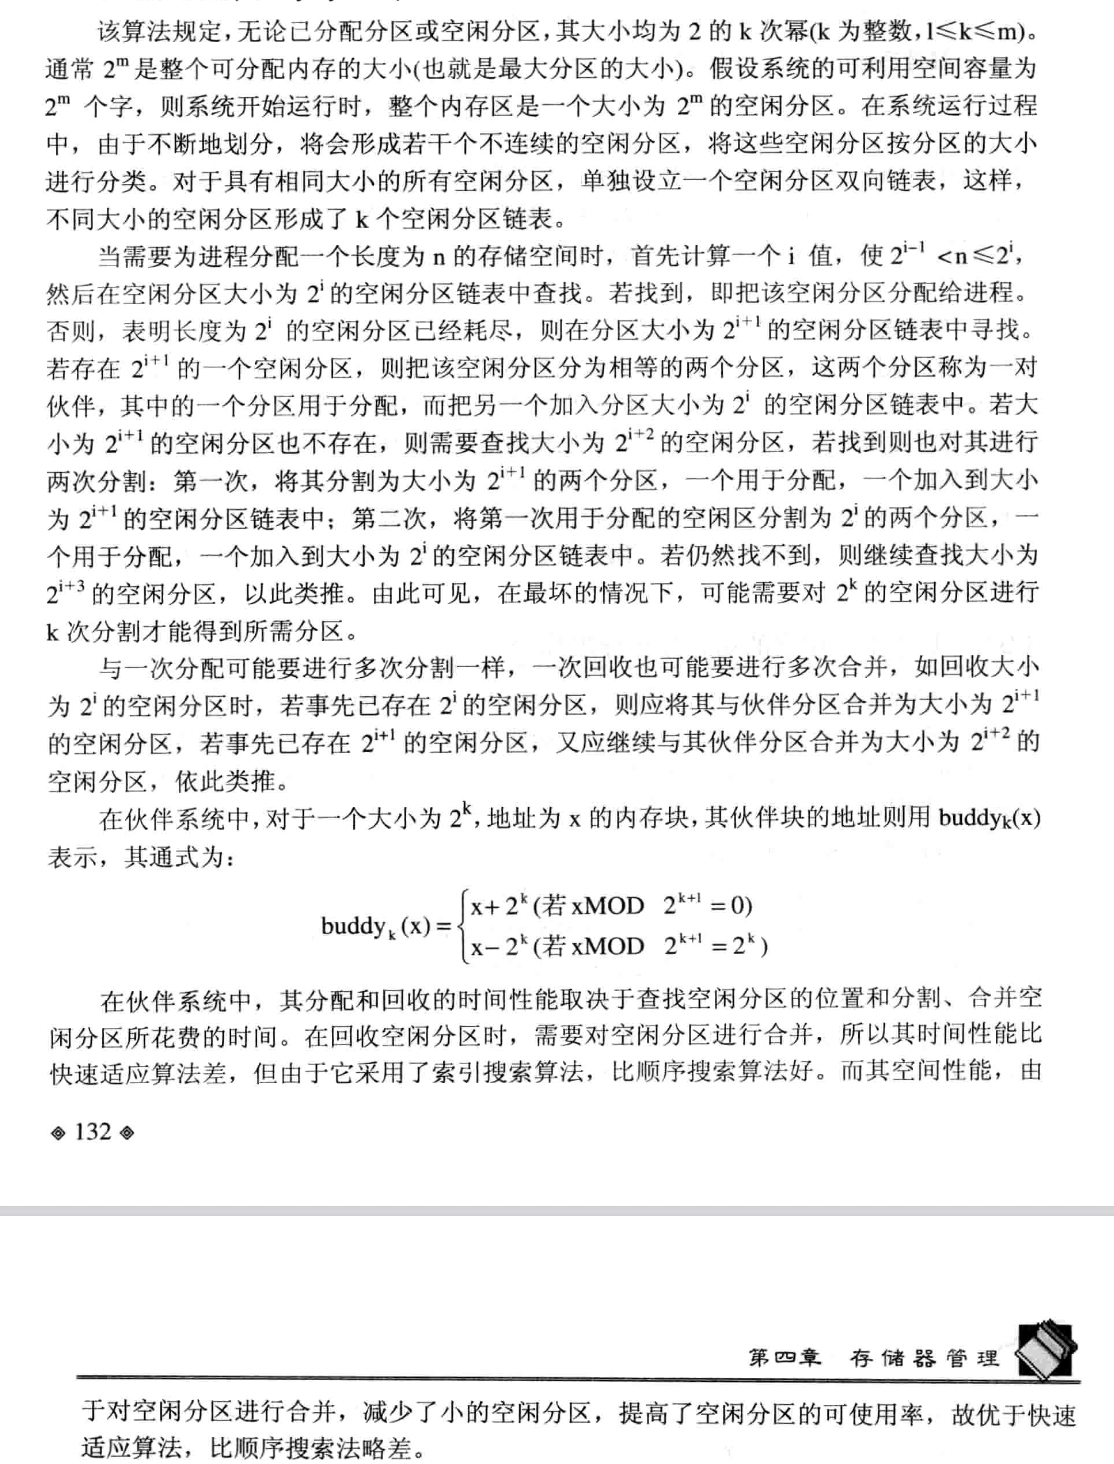 该算法规定，无论已分配分区或空闲分区，其大小均为 2 的 k 次幂(k 为整数，l≤k≤m)。
通常 2^m 是整个可分配内存的大小(也就是最大分区的大小)。假设系统的可利用空间容量为
2^m 个字，则系统开始运行时，整个内存区是一个大小为 2^m 的空闲分区。在系统运行过程
中，由于不断地划分，将会形成若干个不连续的空闲分区，将这些空闲分区按分区的大小
进行分类。对于具有相同大小的所有空闲分区，单独设立一个空闲分区双向链表，这样，
不同大小的空闲分区形成了 k 个空闲分区链表。
当需要为进程分配一个长度为 n 的存储空间时，首先计算一个 i 值，使 2^{i-1} <n≤2^i，
然后在空闲分区大小为 2^i 的空闲分区链表中查找。若找到，即把该空闲分区分配给进程。
否则，表明长度为 2^i 的空闲分区已经耗尽，则在分区大小为 2^{i+1} 的空闲分区链表中寻找。
若存在 2^{i+1} 的一个空闲分区，则把该空闲分区分为相等的两个分区，这两个分区称为一对
伙伴，其中的一个分区用于分配，而把另一个加入分区大小为 2^i 的空闲分区链表中。若大
小为 2^{i+1} 的空闲分区也不存在，则需要查找大小为 2^{i+2} 的空闲分区，若找到则也对其进行
两次分割：第一次，将其分割为大小为 2^{i+1} 的两个分区，一个用于分配，一个加入到大小
为 2^{i+1} 的空闲分区链表中；第二次，将第一次用于分配的空闲区分割为 2^i 的两个分区，一
个用于分配，一个加入到大小为 2^i 的空闲分区链表中。若仍然找不到，则继续查找大小为
2^{i+3} 的空闲分区，以此类推。由此可见，在最坏的情况下，可能需要对 2^k 的空闲分区进行
k 次分割才能得到所需分区。
与一次分配可能要进行多次分割一样，一次回收也可能要进行多次合并，如回收大小
为 2^i 的空闲分区时，若事先已存在 2^i 的空闲分区，则应将其与伙伴分区合并为大小为 2^{i+1}
的空闲分区，若事先已存在 2^{i+1} 的空闲分区，又应继续与其伙伴分区合并为大小为 2^{i+2} 的
空闲分区，依此类推。
在伙伴系统中，对于一个大小为 2^k，地址为 x 的内存块，其伙伴块的地址则用 buddy_k(x)
表示，其通式为：
x+ 2^k (若 xMOD 2^{k+1} =0)
buddy_k (x) =
x− 2^k (若 xMOD 2^{k+1} =2^k )
在伙伴系统中，其分配和回收的时间性能取决于查找空闲分区的位置和分割、合并空
闲分区所花费的时间。在回收空闲分区时，需要对空闲分区进行合并，所以其时间性能比
快速适应算法差，但由于它采用了索引搜索算法，比顺序搜索算法好。而其空间性能，由
132
第四章 存储器管理
于对空闲分区进行合并，减少了小的空闲分区，提高了空闲分区的可使用率，故优于快速
适应算法，比顺序搜索法略差。